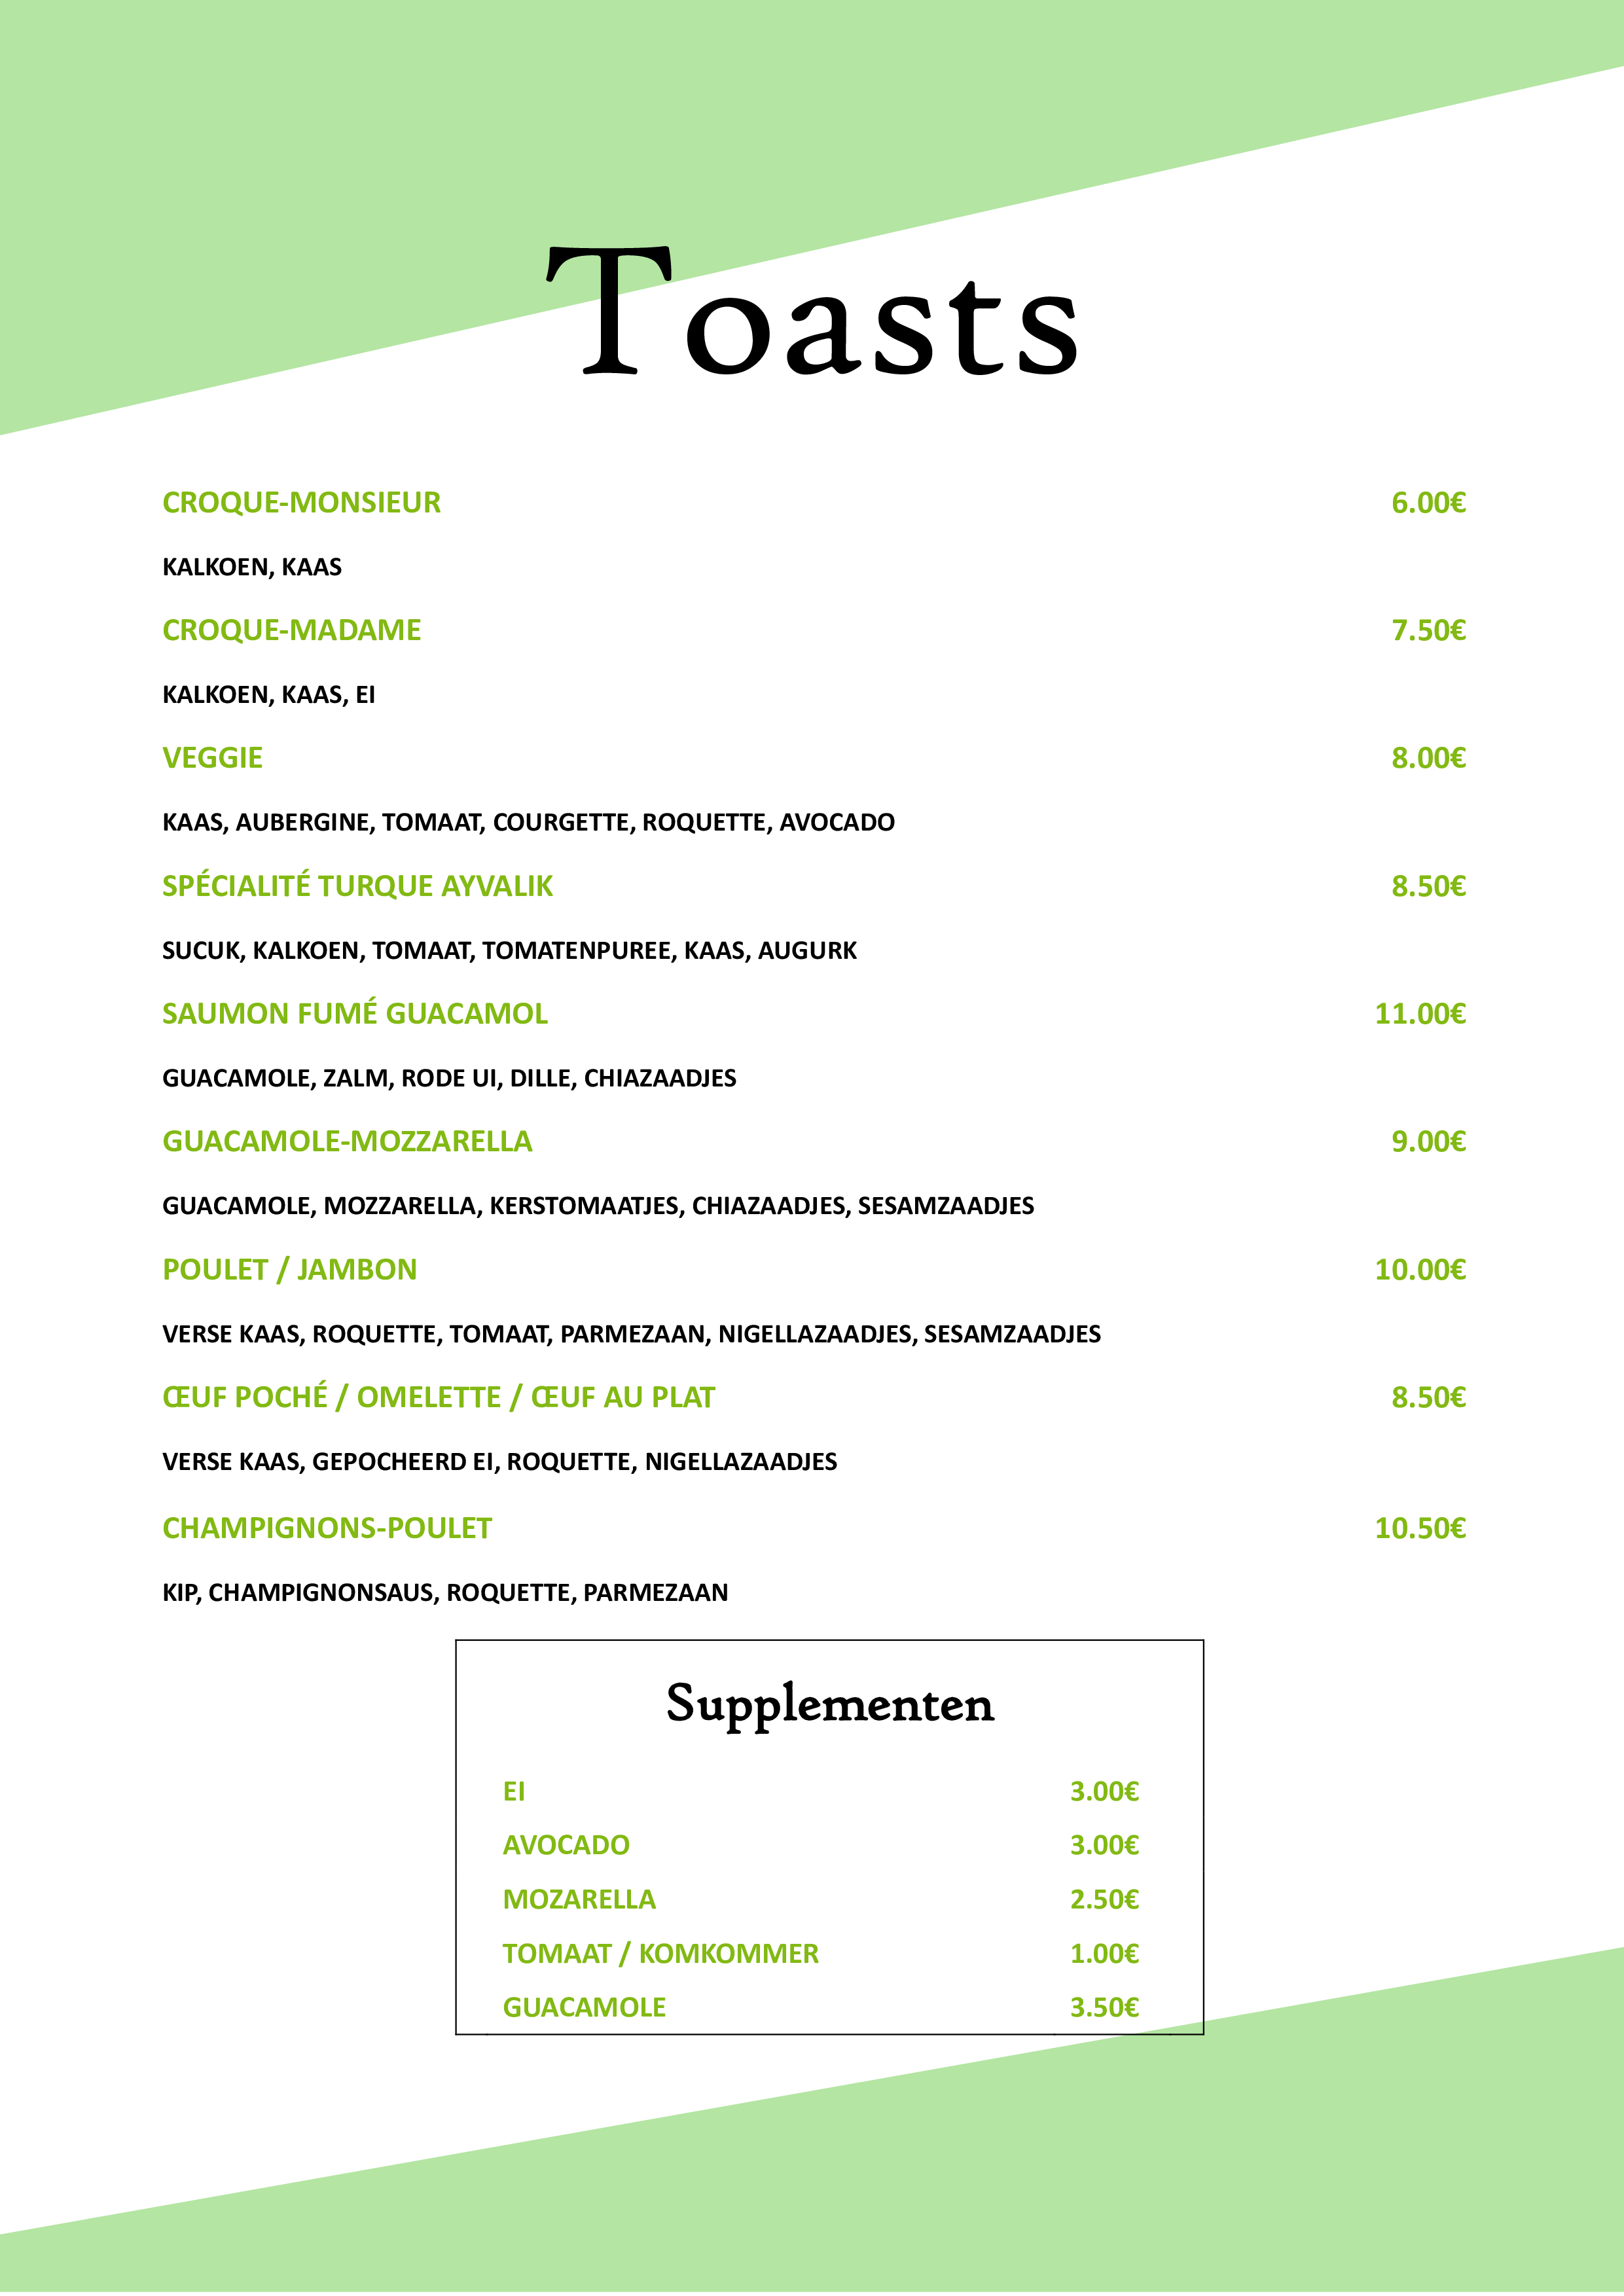 Toasts
CROQUE-MONSIEUR 6.00€
KALKOEN, KAAS
CROQUE-MADAME 7.50€
KALKOEN, KAAS, EI
VEGGIE 8.00€
KAAS, AUBERGINE, TOMAAT, COURGETTE, ROQUETTE, AVOCADO
SPÉCIALITÉ TURQUE AYVALIK 8.50€
SUCUK, KALKOEN, TOMAAT, TOMATENPUREE, KAAS, AUGURK
SAUMON FUMÉ GUACAMOL 11.00€
GUACAMOLE, ZALM, RODE UI, DILLE, CHIAZAADJES
GUACAMOLE-MOZZARELLA 9.00€
GUACAMOLE, MOZZARELLA, KERSTOMAATJES, CHIAZAADJES, SESAMZAADJES
POULET / JAMBON 10.00€
VERSE KAAS, ROQUETTE, TOMAAT, PARMEZAAN, NIGELLAZAADJES, SESAMZAADJES
ŒUF POCHÉ / OMELETTE / ŒUF AU PLAT 8.50€
VERSE KAAS, GEPOCHEERD EI, ROQUETTE, NIGELLAZAADJES
CHAMPIGNONS-POULET 10.50€
KIP, CHAMPIGNONSAUS, ROQUETTE, PARMEZAAN
Supplementen
EI 3.00€
AVOCADO 3.00€
MOZARELLA 2.50€
TOMAAT / KOMKOMMER 1.00€
GUACAMOLE 3.50€